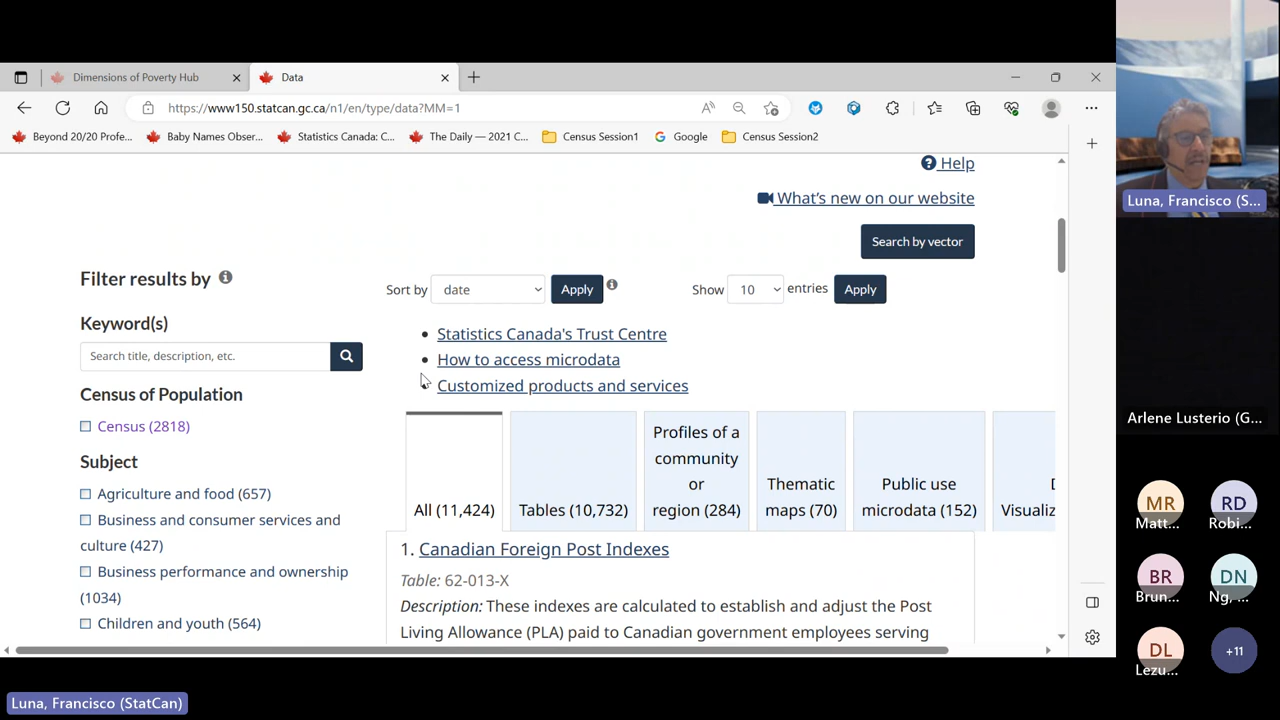 Dimensions of Poverty Hub
Data
https://www150.statcan.gc.ca/n1/en/type/data?MM=1
Beyond 20/20 Profe...
Baby Names Obser...
Statistics Canada: C...
The Daily — 2021 C...
Census Session1
Google
Census Session2
Help
What's new on our website
Search by vector
Filter results by
Sort by
date
Apply
Show
10
entries
Apply
Keyword(s)
Search title, description, etc.
Statistics Canada's Trust Centre
How to access microdata
Customized products and services
Census of Population
Census (2818)
Subject
Agriculture and food (657)
Business and consumer services and
culture (427)
Business performance and ownership
(1034)
Children and youth (564)
All (11,424)
Tables (10,732)
Profiles of a
community
or
region (284)
Thematic
maps (70)
Public use
microdata (152)
D
Visualiz
1. Canadian Foreign Post Indexes
Table: 62-013-X
Description: These indexes are calculated to establish and adjust the Post
Living Allowance (PLA) paid to Canadian government employees serving
Luna, Francisco (S...
Arlene Lusterio (G...
MR
Matt...
RD
Robi...
BR
Brun...
DN
Ng, ...
DL
Lezu...
+11
Luna, Francisco (StatCan)